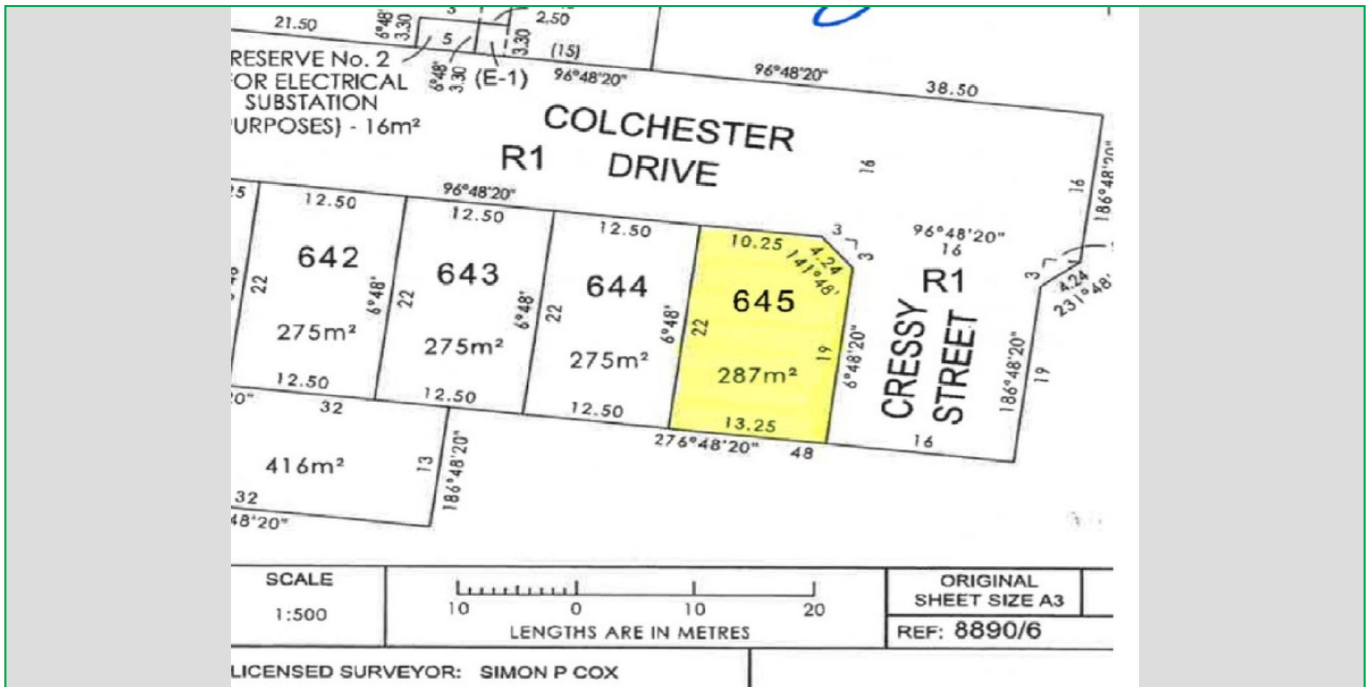 21.50
6°48'
3.30
5
6°48'
3.30
(E-1)
3.30
2.50
(15)
96°48'20"
96°48'20"
38.50
RESERVE No. 2
OR ELECTRICAL
SUBSTATION
URPOSES) - 16m²
COLCHESTER
DRIVE
R1
16
16
186°48'20"
96°48'20"
12.50
12.50
12.50
10.25
3
3
4.24
141°48'
96°48'20"
16
R1
3
4.24
231°48'
642
643
644
645
22
6°48'
22
6°48'
22
6°48'
22
19
6°48'20"
CRESSY
STREET
186°48'20"
19
275m²
275m²
275m²
287m²
12.50
12.50
12.50
13.25
276°48'20"
48
16
32
416m²
13
186°48'20"
32
48'20"
SCALE
1:500
10 0 10 20
LENGTHS ARE IN METRES
ORIGINAL
SHEET SIZE A3
REF: 8890/6
LICENSED SURVEYOR: SIMON P COX